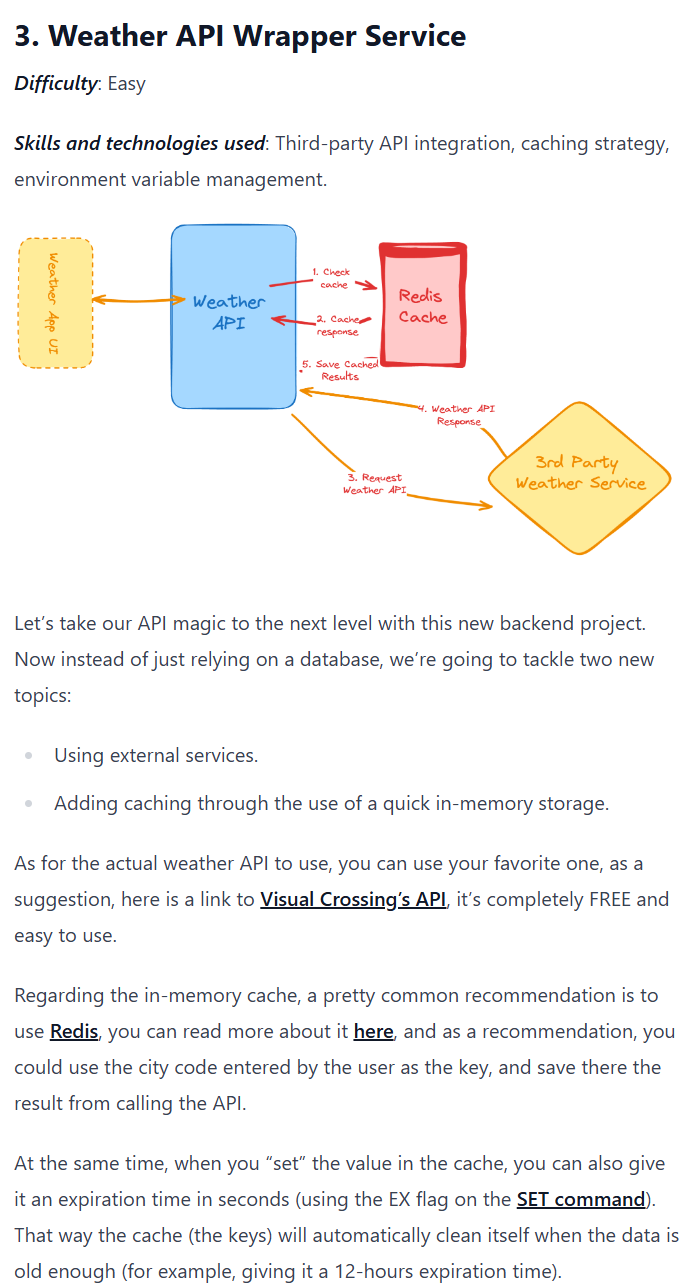 3. Weather API Wrapper Service
Difficulty: Easy
Skills and technologies used: Third-party API integration, caching strategy,
environment variable management.
Weather App UI
Weather
API
1. Check
cache
2. Cache
response
Redis
Cache
5. Save Cached
Results
4. Weather API
Response
3. Request
Weather API
3rd Party
Weather Service
Let’s take our API magic to the next level with this new backend project.
Now instead of just relying on a database, we’re going to tackle two new
topics:
Using external services.
Adding caching through the use of a quick in-memory storage.
As for the actual weather API to use, you can use your favorite one, as a
suggestion, here is a link to Visual Crossing’s API, it’s completely FREE and
easy to use.
Regarding the in-memory cache, a pretty common recommendation is to
use Redis, you can read more about it here, and as a recommendation, you
could use the city code entered by the user as the key, and save there the
result from calling the API.
At the same time, when you “set” the value in the cache, you can also give
it an expiration time in seconds (using the EX flag on the SET command).
That way the cache (the keys) will automatically clean itself when the data is
old enough (for example, giving it a 12-hours expiration time).